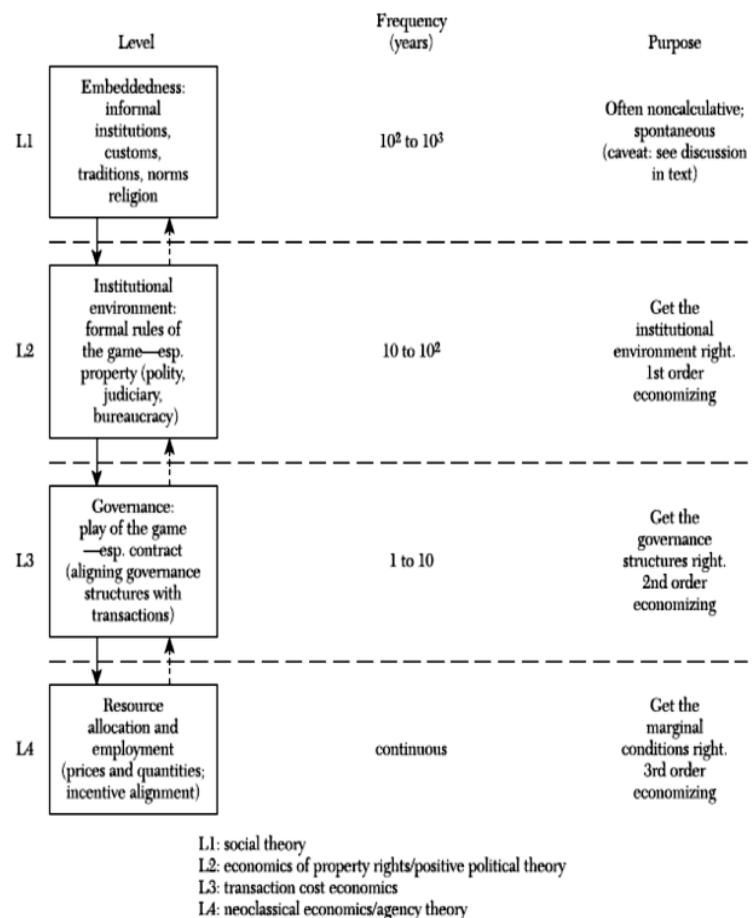 Level
Frequency
(years)
Purpose
L1
Embeddedness:
informal
institutions,
customs,
traditions, norms
religion
10² to 10³
Often noncalculative;
spontaneous
(caveat: see discussion
in text)
L2
Institutional
environment:
formal rules of
the game—esp.
property (polity,
judiciary,
bureaucracy)
10 to 10²
Get the
institutional
environment right.
1st order
economizing
L3
Governance:
play of the game
—esp. contract
(aligning governance
structures with
transactions)
1 to 10
Get the
governance
structures right.
2nd order
economizing
L4
Resource
allocation and
employment
(prices and quantities;
incentive alignment)
continuous
Get the
marginal
conditions right.
3rd order
economizing
L1: social theory
L2: economics of property rights/positive political theory
L3: transaction cost economics
L4: neoclassical economics/agency theory